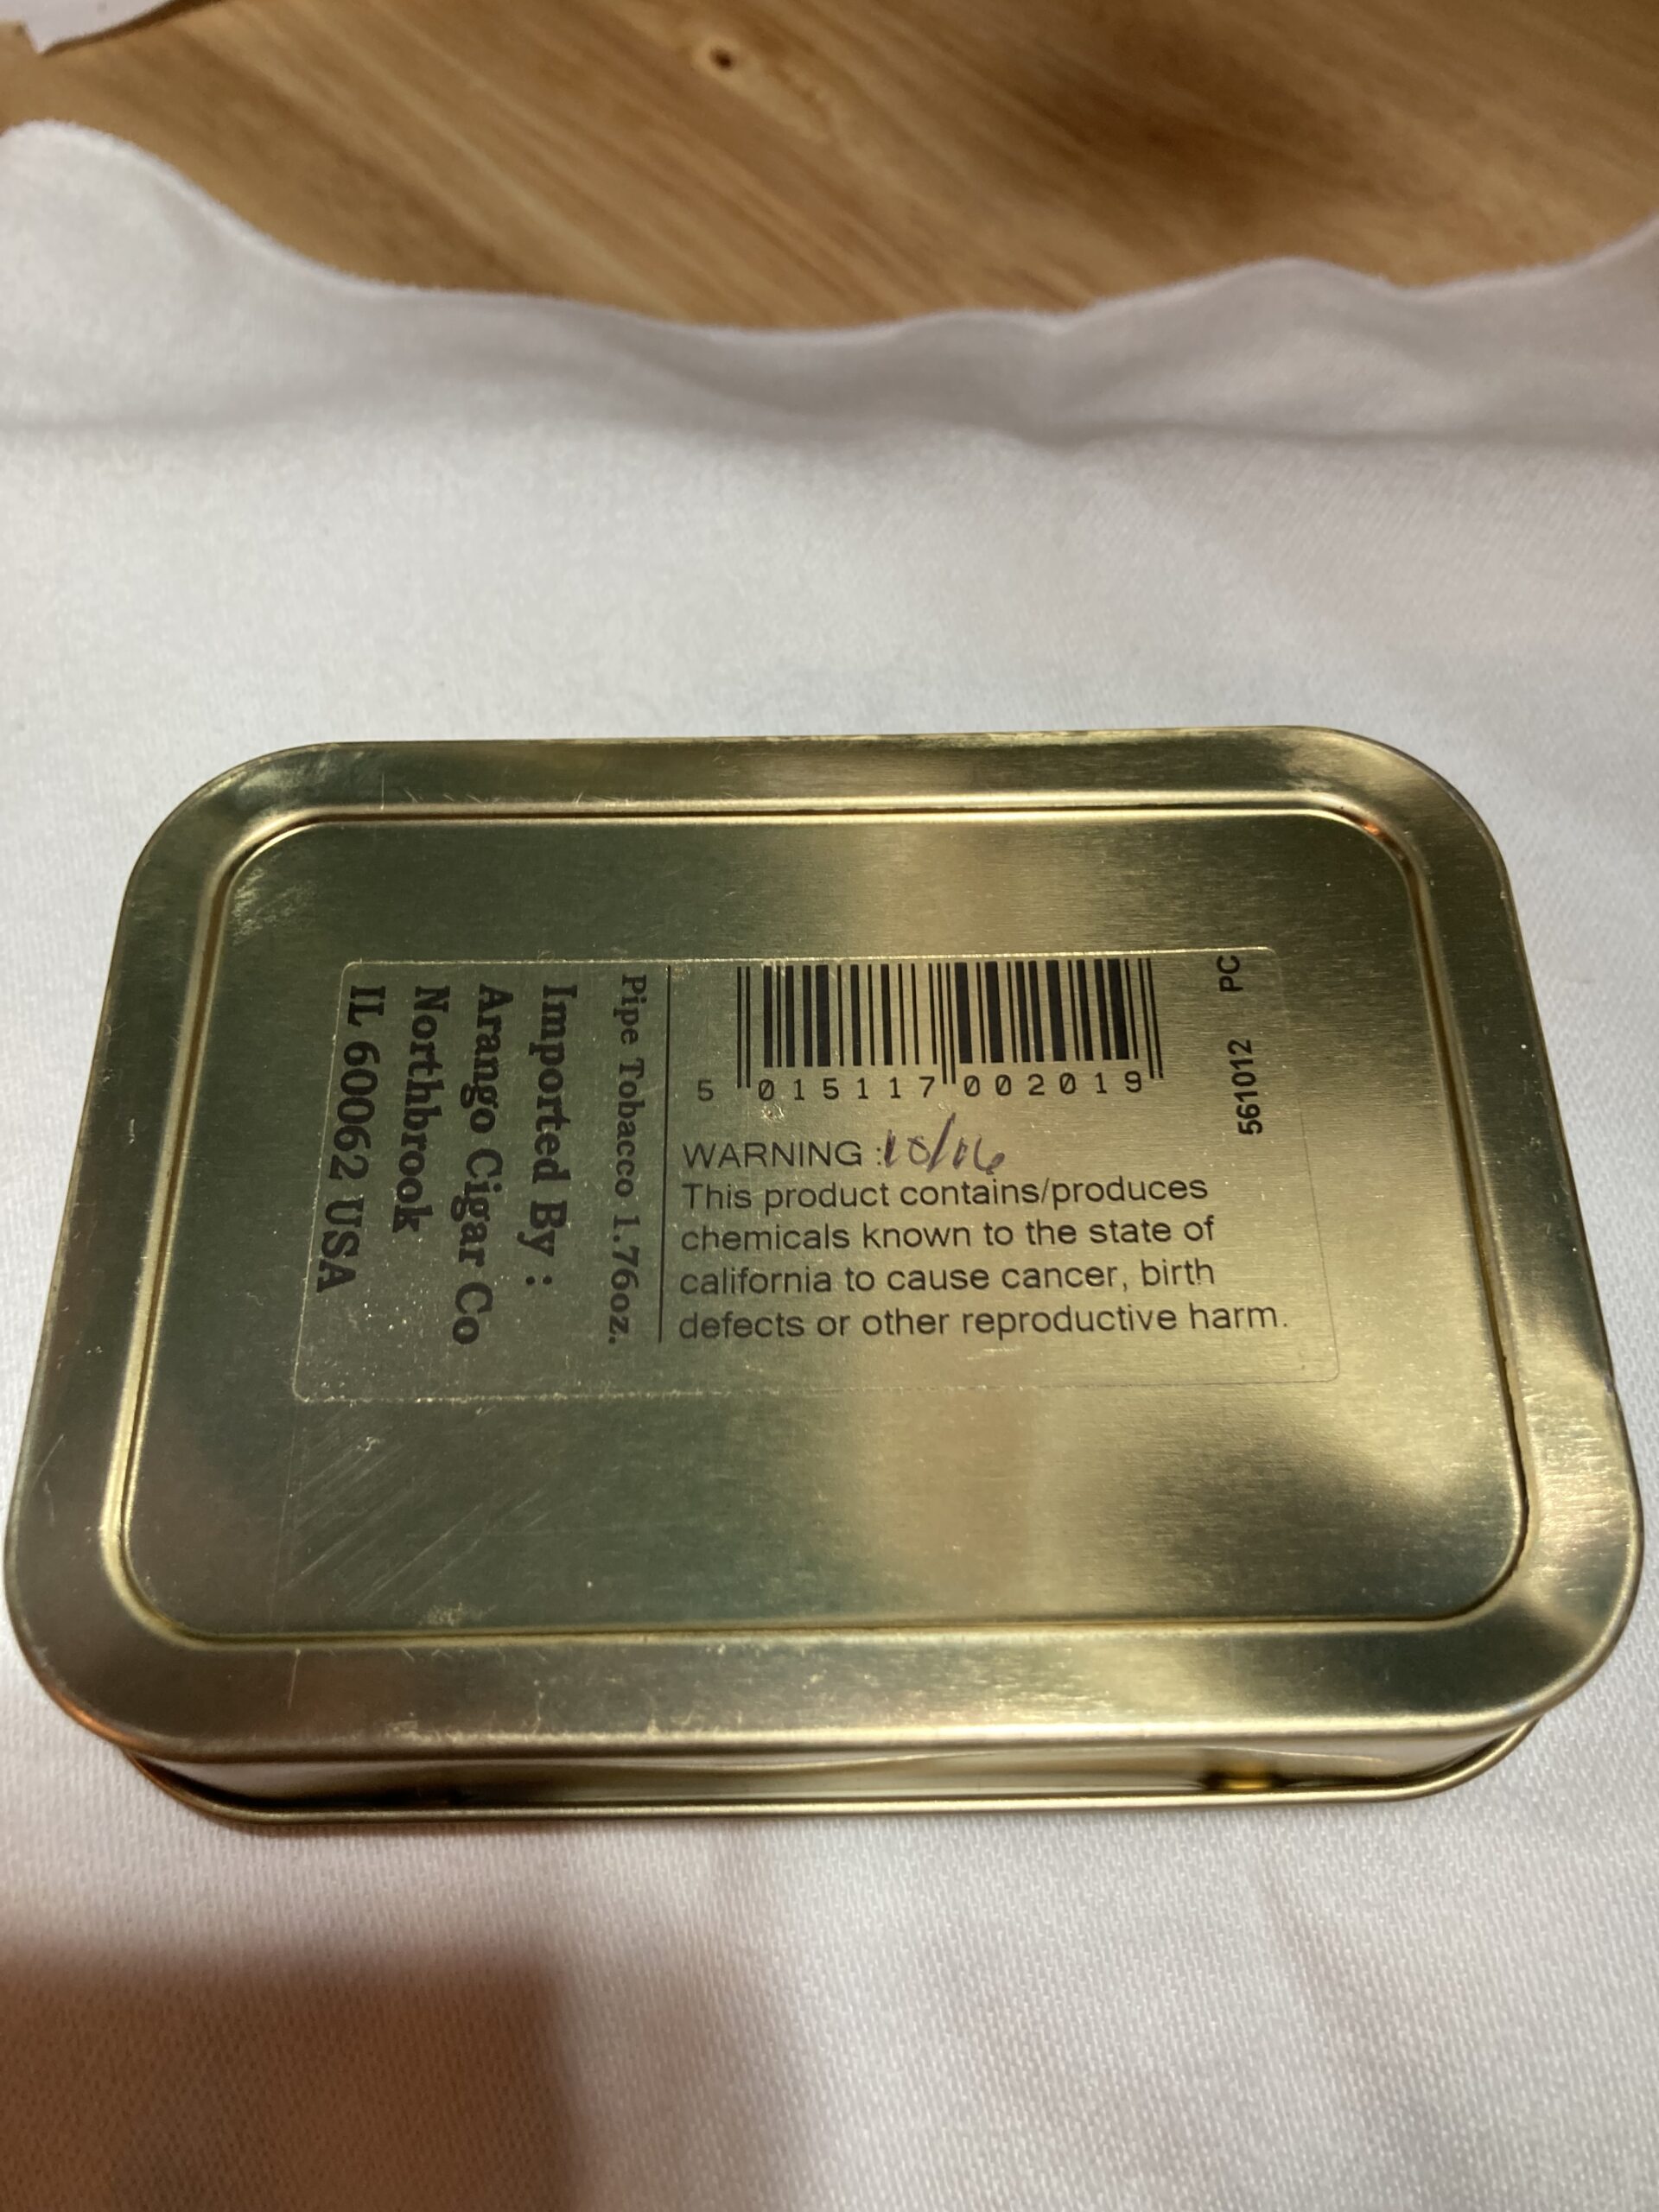 5 015117 002019
WARNING : 10/06
This product contains/produces
chemicals known to the state of
california to cause cancer, birth
defects or other reproductive harm.
561012 PC
Pipe Tobacco 1.76oz.
Imported By :
Arango Cigar Co
Northbrook
IL 60062 USA